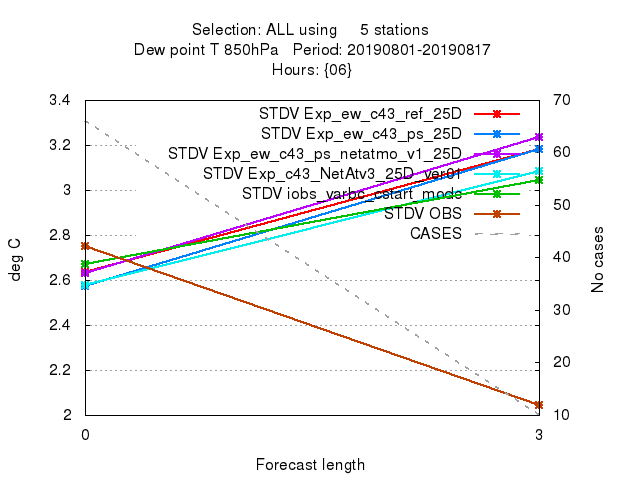 Selection: ALL using 5 stations
Dew point T 850hPa Period: 20190801-20190817
Hours: {06}
3.4
3.2
3
2.8
2.6
2.4
2.2
2
70
60
50
40
30
20
10
STDV Exp_ew_c43_ref_25D
STDV Exp_ew_c43_ps_25D
STDV Exp_ew_c43_ps_netatmo_v1_25D
STDV Exp_c43_NetAtv3_25D_ver01
STDV iobs_varbc_cstart_mods
STDV OBS
CASES
deg C
No cases
0
3
Forecast length